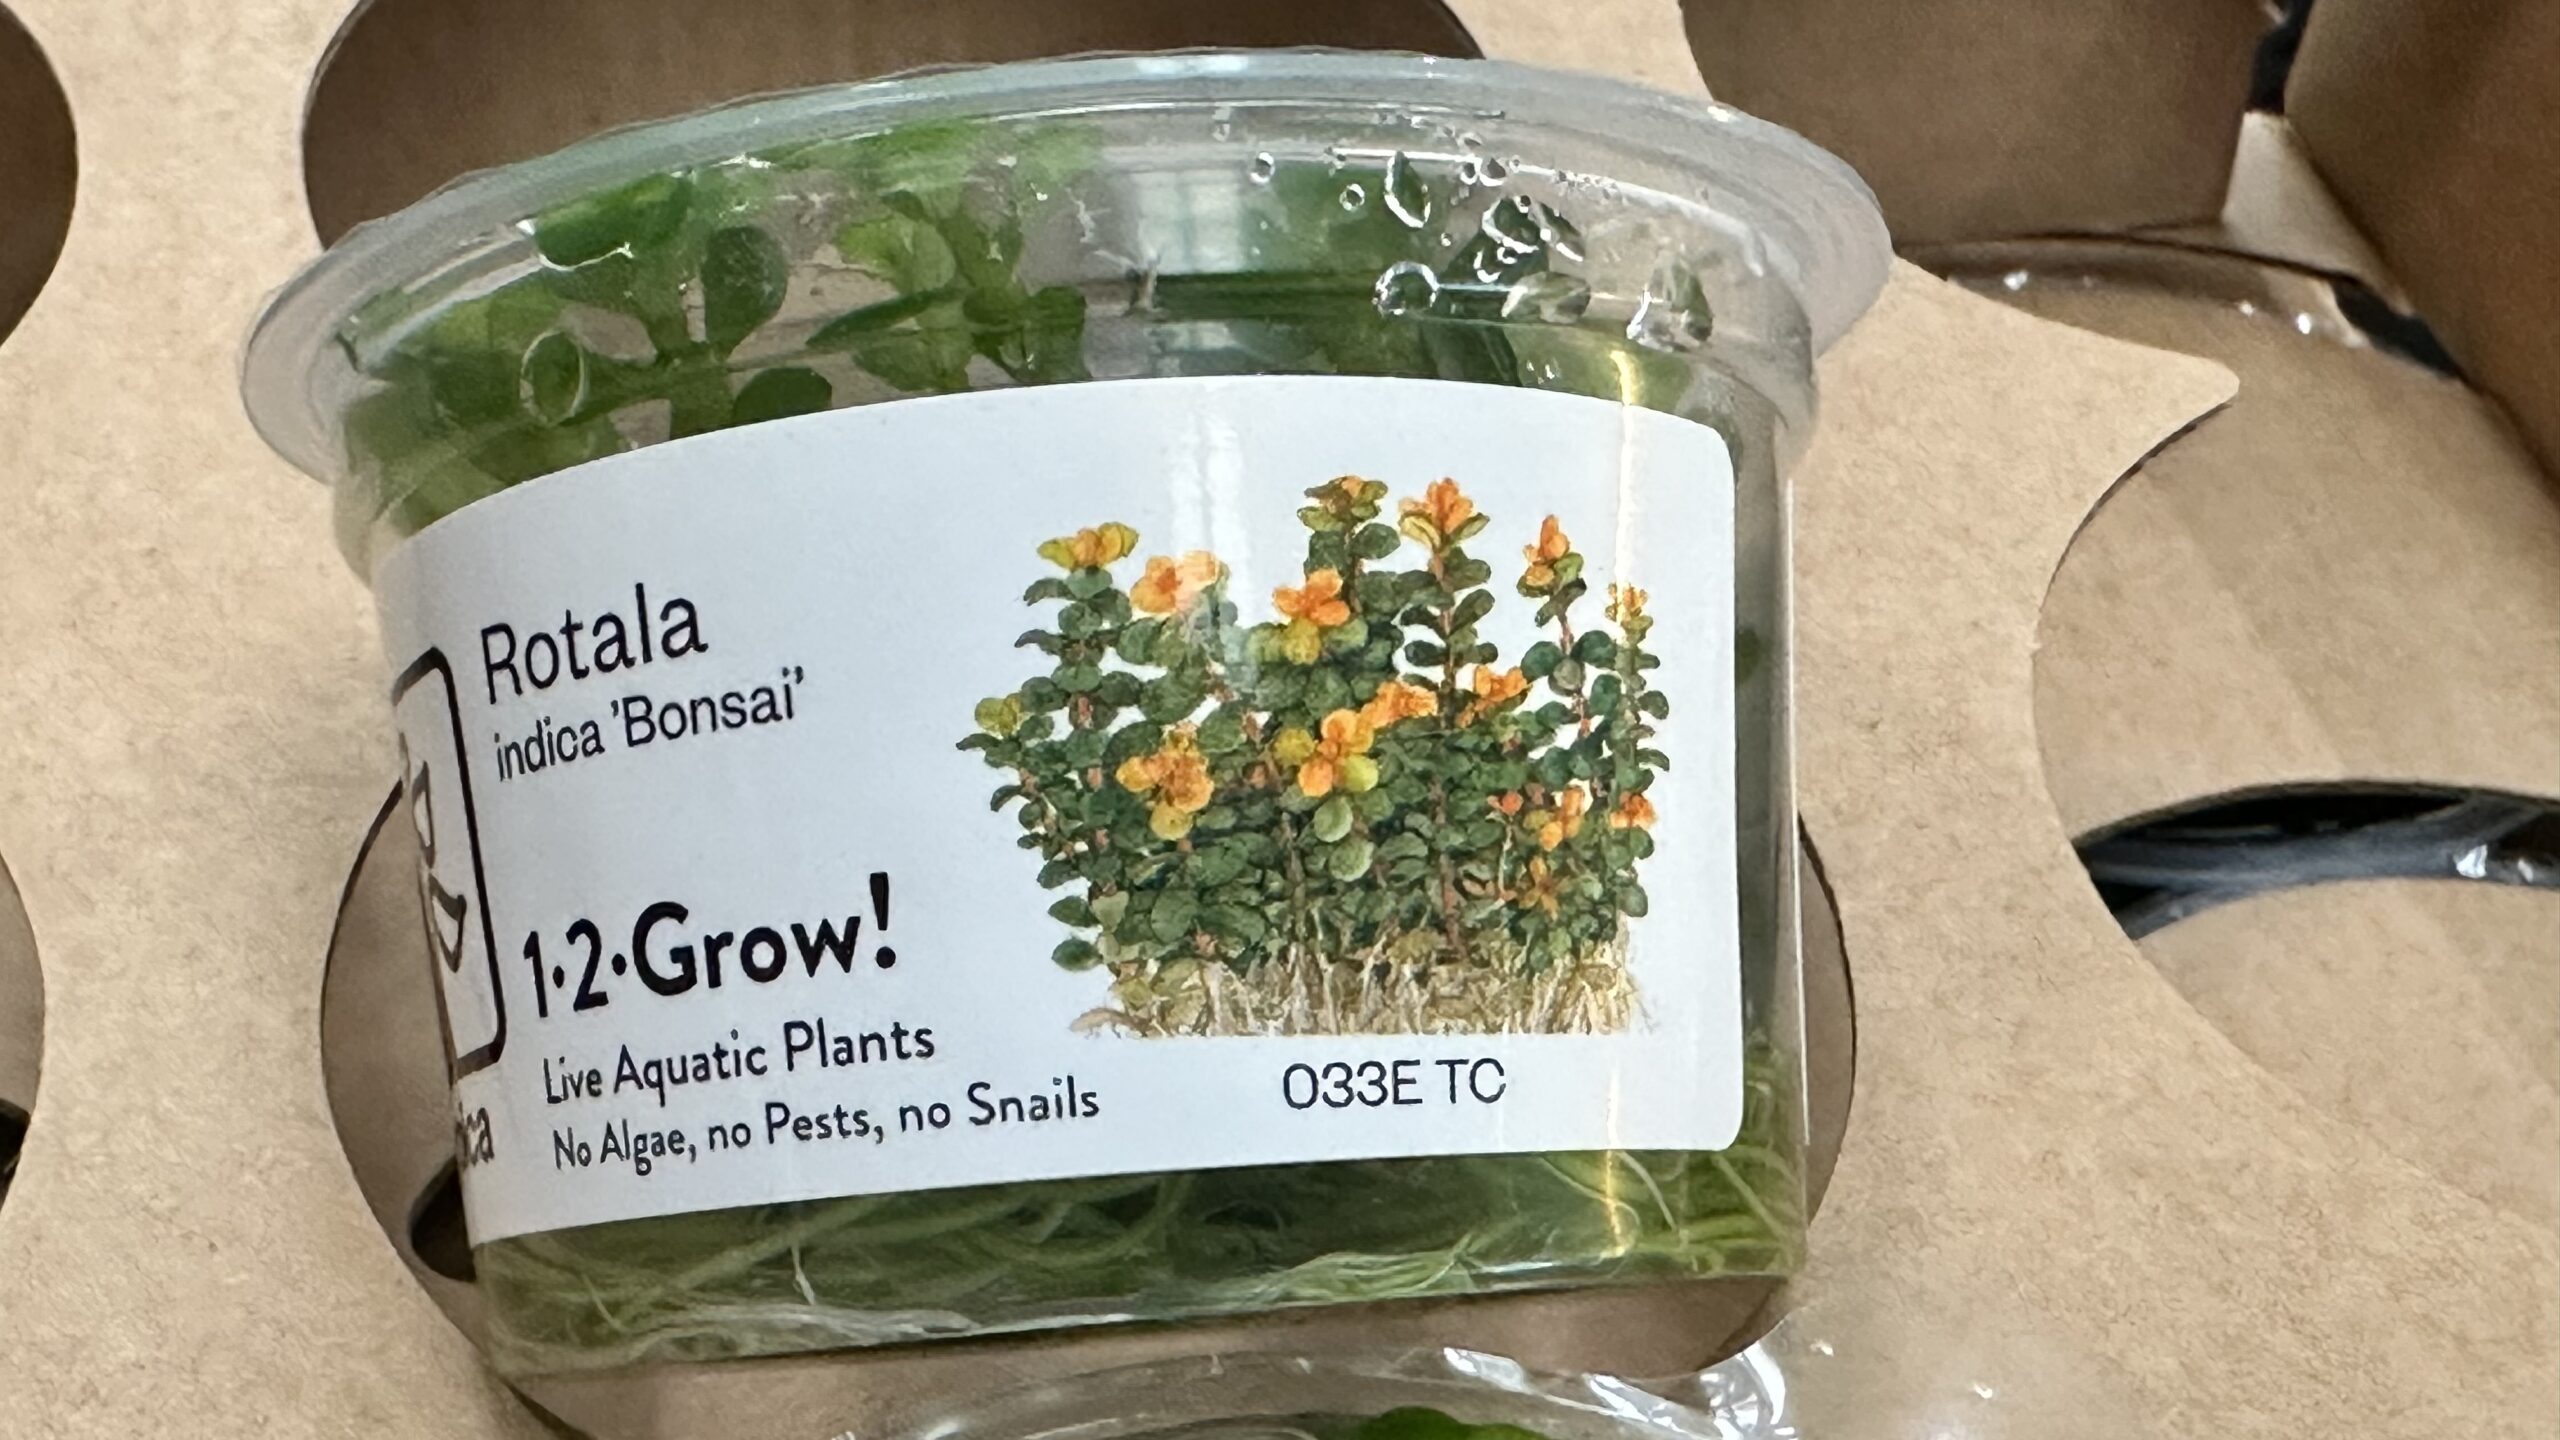 Rotala
indica 'Bonsai'
1·2·Grow!
Live Aquatic Plants
No Algae, no Pests, no Snails
033E TC